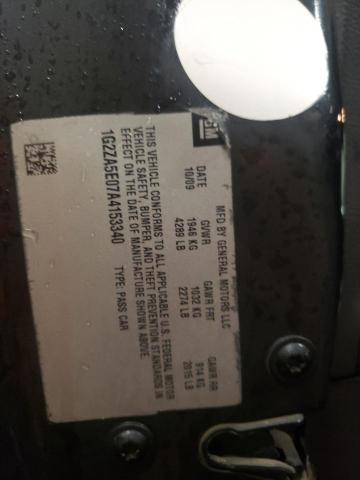 GM
MFD BY GENERAL MOTORS LLC
DATE GVWR GAWR FRT GAWR RR
10/09 1946 KG 1032 KG 914 KG
4289 LB 2274 LB 2015 LB
THIS VEHICLE CONFORMS TO ALL APPLICABLE U.S. FEDERAL MOTOR
VEHICLE SAFETY, BUMPER, AND THEFT PREVENTION STANDARDS IN
EFFECT ON THE DATE OF MANUFACTURE SHOWN ABOVE.
1G2ZA5E07A4153340 TYPE: PASS CAR